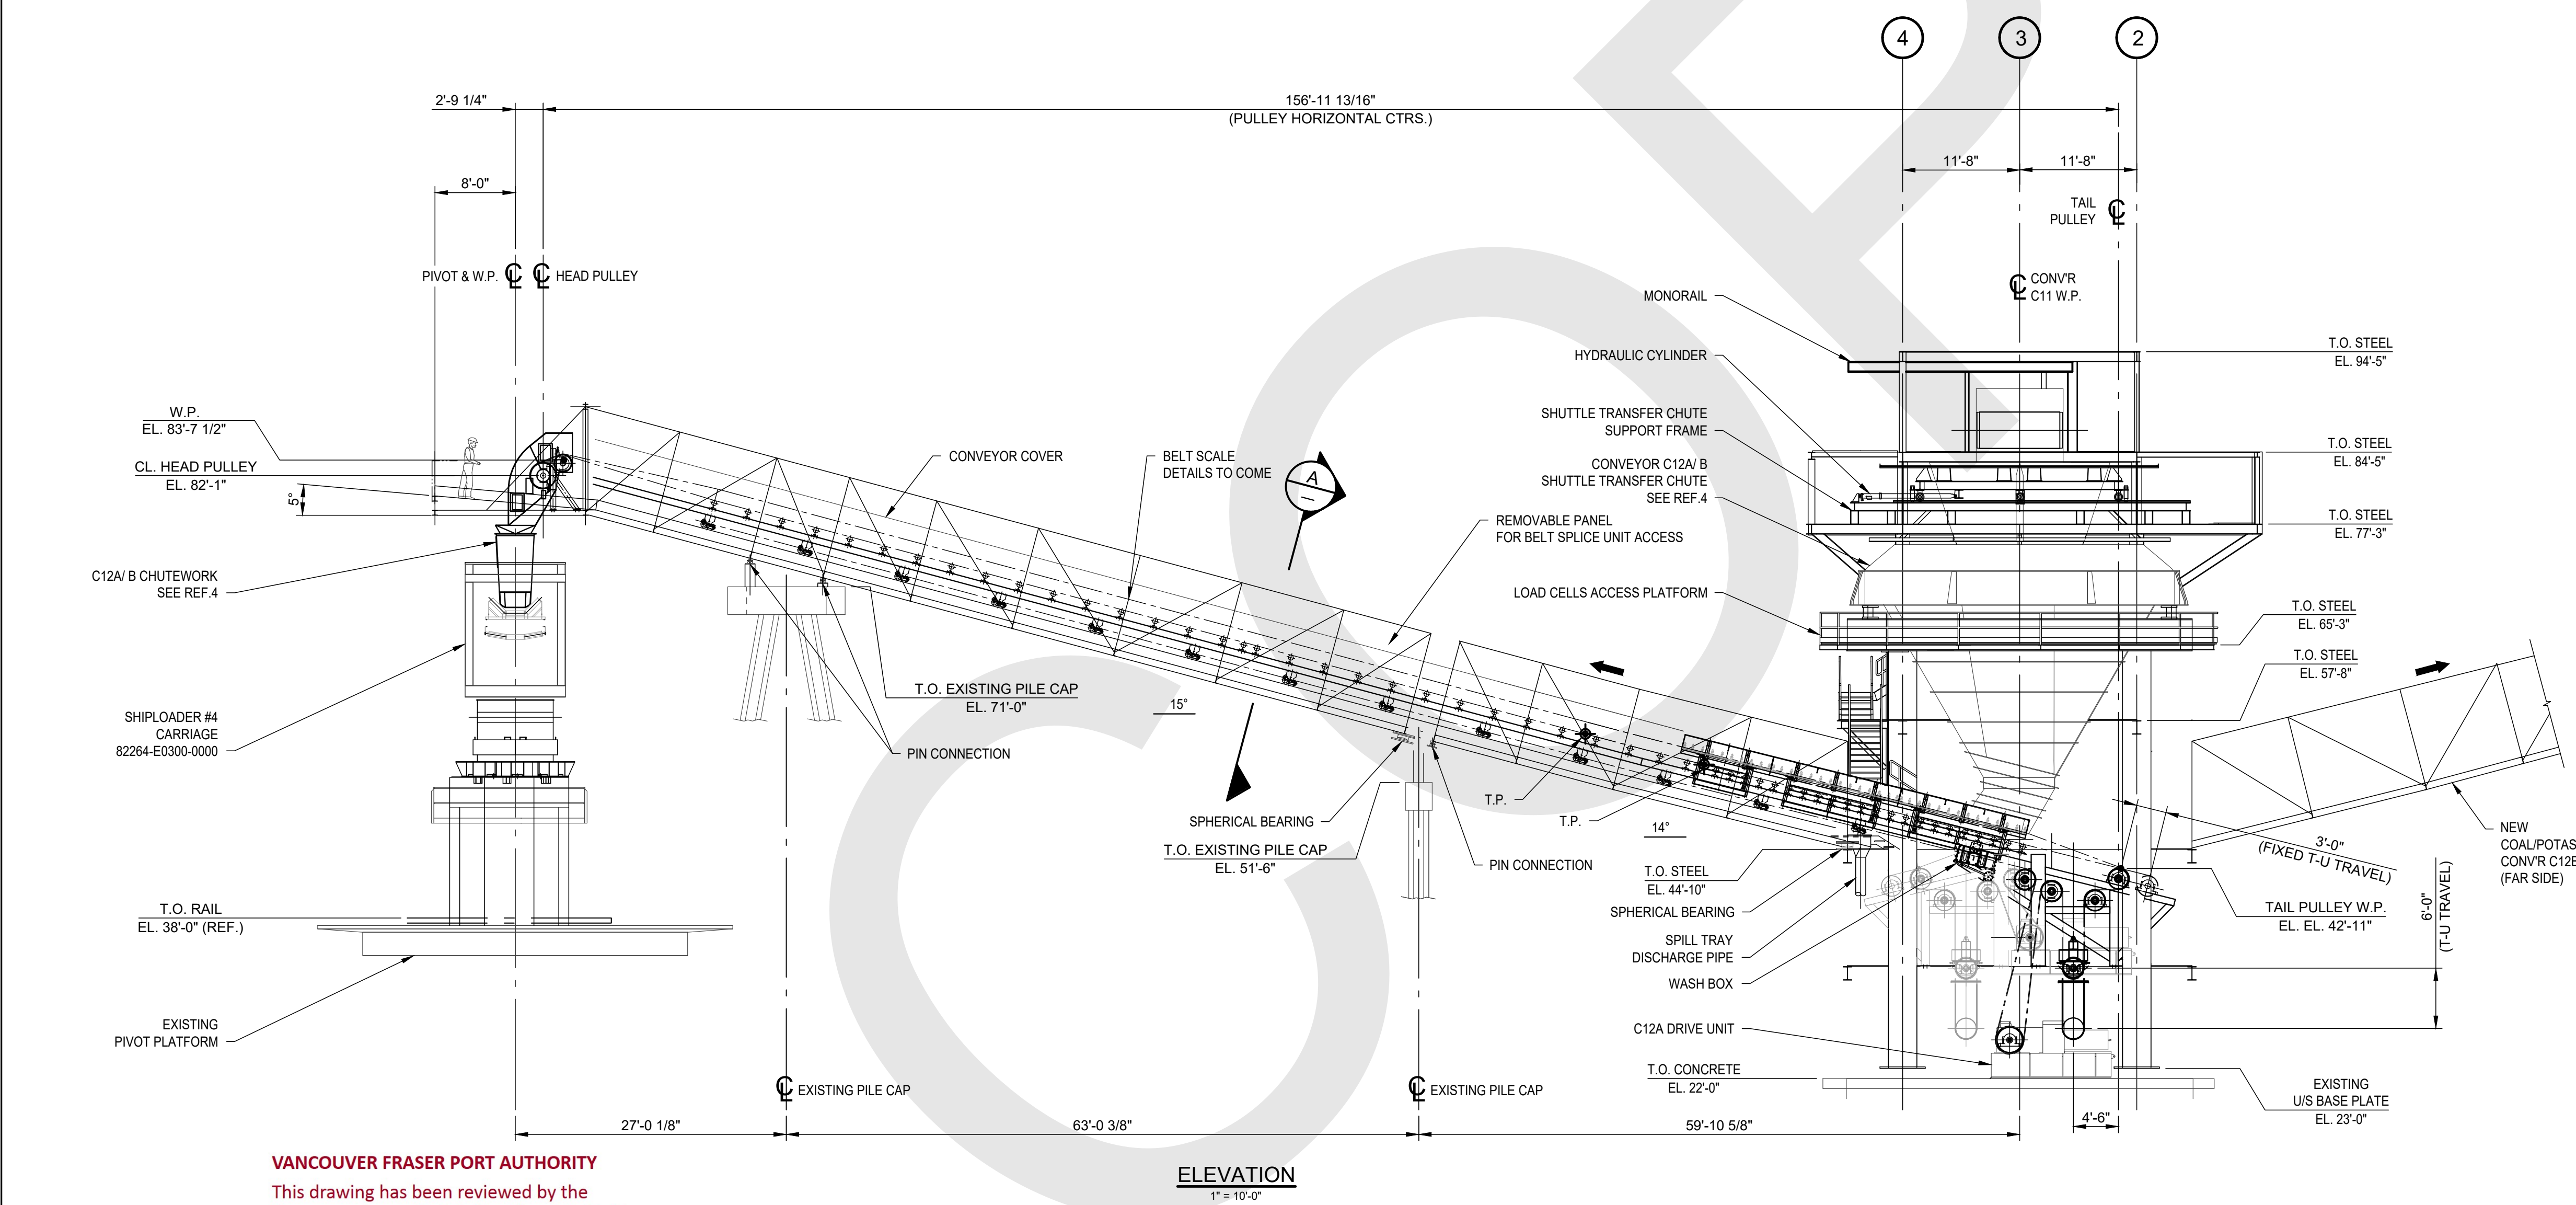 4
3
2
2'-9 1/4"
156'-11 13/16"
(PULLEY HORIZONTAL CTRS.)
11'-8"
11'-8"
8'-0"
TAIL
PULLEY
PIVOT & W.P.
HEAD PULLEY
CONV'R
C11 W.P.
MONORAIL
HYDRAULIC CYLINDER
SHUTTLE TRANSFER CHUTE
SUPPORT FRAME
CONVEYOR C12A/ B
SHUTTLE TRANSFER CHUTE
SEE REF.4
LOAD CELLS ACCESS PLATFORM
T.O. STEEL
EL. 94'-5"
T.O. STEEL
EL. 84'-5"
T.O. STEEL
EL. 77'-3"
T.O. STEEL
EL. 65'-3"
T.O. STEEL
EL. 57'-8"
W.P.
EL. 83'-7 1/2"
CL. HEAD PULLEY
EL. 82'-1"
5°
C12A/ B CHUTEWORK
SEE REF.4
SHIPLOADER #4
CARRIAGE
82264-E0300-0000
T.O. RAIL
EL. 38'-0" (REF.)
EXISTING
PIVOT PLATFORM
CONVEYOR COVER
BELT SCALE
DETAILS TO COME
A
REMOVABLE PANEL
FOR BELT SPLICE UNIT ACCESS
T.O. EXISTING PILE CAP
EL. 71'-0"
PIN CONNECTION
15°
SPHERICAL BEARING
T.O. EXISTING PILE CAP
EL. 51'-6"
T.P.
T.P.
PIN CONNECTION
14°
T.O. STEEL
EL. 44'-10"
SPHERICAL BEARING
SPILL TRAY
DISCHARGE PIPE
WASH BOX
C12A DRIVE UNIT
T.O. CONCRETE
EL. 22'-0"
NEW
COAL/POTAS
CONV'R C12B
(FAR SIDE)
3'-0"
(FIXED T-U TRAVEL)
TAIL PULLEY W.P.
EL. EL. 42'-11"
6'-0"
(T-U TRAVEL)
EXISTING
U/S BASE PLATE
EL. 23'-0"
EXISTING PILE CAP
EXISTING PILE CAP
27'-0 1/8"
63'-0 3/8"
59'-10 5/8"
4'-6"
VANCOUVER FRASER PORT AUTHORITY
This drawing has been reviewed by the
ELEVATION
1" = 10'-0"
COP